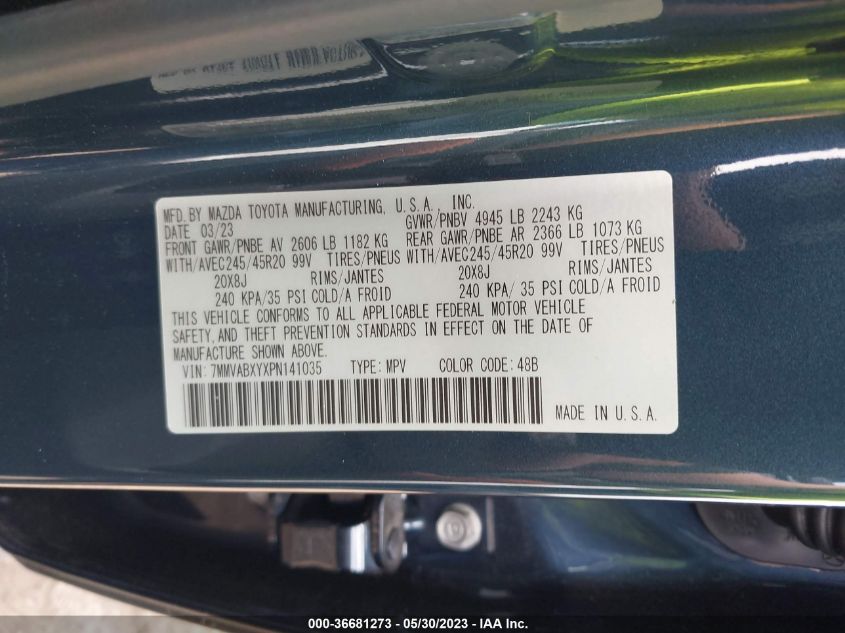 MFD. BY MAZDA TOYOTA MANUFACTURING, U.S.A., INC.
DATE 03/23 GVWR/PNBV 4945 LB 2243 KG
FRONT GAWR/PNBE AV 2606 LB 1182 KG REAR GAWR/PNBE AR 2366 LB 1073 KG
WITH/AVEC245/45R20 99V TIRES/PNEUS WITH/AVEC245/45R20 99V TIRES/PNEUS
20X8J RIMS/JANTES 20X8J RIMS/JANTES
240 KPA/35 PSI COLD/A FROID 240 KPA/ 35 PSI COLD/A FROID
THIS VEHICLE CONFORMS TO ALL APPLICABLE FEDERAL MOTOR VEHICLE
SAFETY, AND THEFT PREVENTION STANDARDS IN EFFECT ON THE DATE OF
MANUFACTURE SHOWN ABOVE.
VIN: 7MMVABXYXPN141035 TYPE: MPV COLOR CODE: 48B
MADE IN U.S.A.
000-36681273 - 05/30/2023 - IAA Inc.